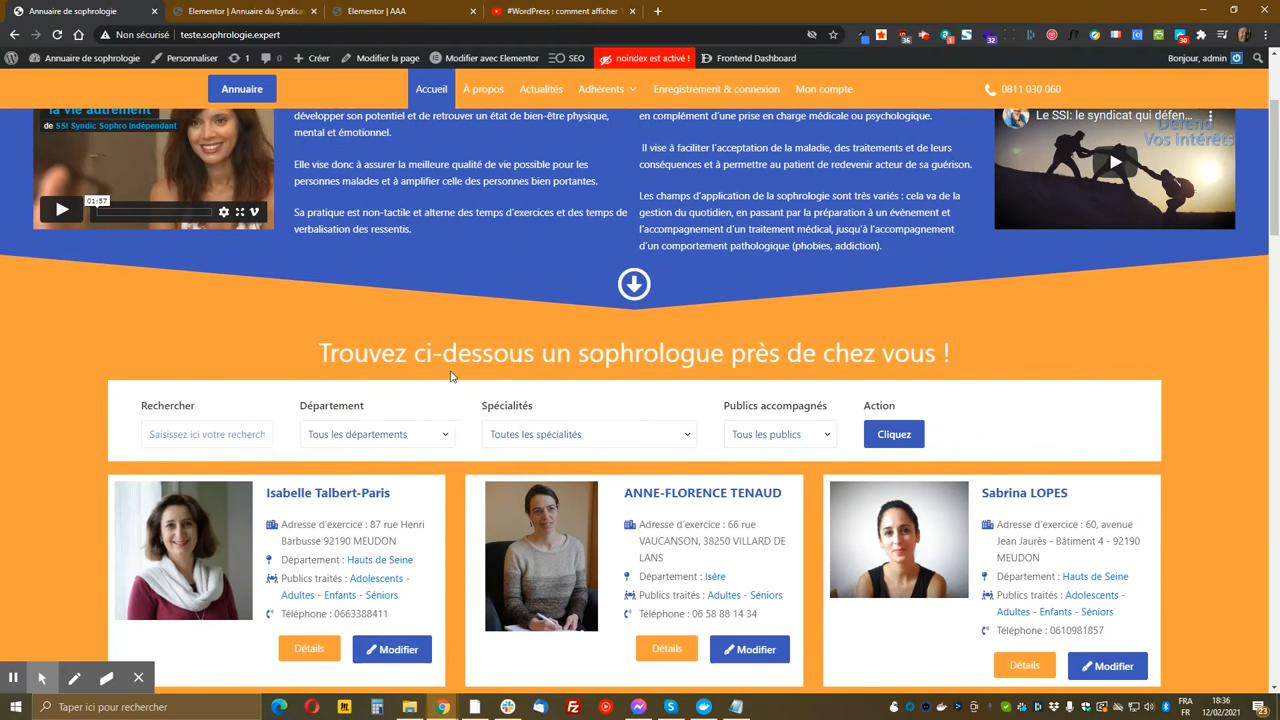 Annuaire du Syndicat
Elementor | Annuaire
Elementor | AAA
#WordPress : comment afficher
Non sécurisé
tests.sologne.expert
Annuaire de sophrologie
Personnaliser
1
0
Créer
Modifier la page
Modifier avec Elementor
SEO
noindex est activé !
Frontend Dashboard
Bonjour, admin
Annuaire
Accueil
À propos
Actualités
Adhérents
Enregistrement & connexion
Mon compte
0811 030 060
la vie autrement
de SSI Syndic Sophro Indépendant
01:57
développer son potentiel et de retrouver un état de bien-être physique,
mental et émotionnel.
Elle vise donc à assurer la meilleure qualité de vie possible pour les
personnes malades et à amplifier celle des personnes bien portantes.
Sa pratique est non-tactile et alterne des temps d'exercices et des temps de
verbalisation des ressentis.
en complément d'une prise en charge médicale ou psychologique.
Il vise à faciliter l'acceptation de la maladie, des traitements et de leurs
conséquences et à permettre au patient de redevenir acteur de sa guérison.
Les champs d'application de la sophrologie sont très variés : cela va de la
gestion du quotidien, en passant par la préparation à un évènement et
l'accompagnement d'un traitement médical, jusqu'à l'accompagnement
d'un comportement pathologique (phobies, addiction).
Le SSI: le syndicat qui défen...
Défend
Vos intérêts
Trouvez ci-dessous un sophrologue près de chez vous !
Rechercher
Département
Spécialités
Publics accompagnés
Action
Saisissez ici votre recherch
Tous les départements
Toutes les spécialités
Tous les publics
Cliquez
Isabelle Talbert-Paris
Adresse d'exercice : 87 rue Henri
Barbusse 92190 MEUDON
Département : Hauts de Seine
Publics traités : Adolescents -
Adultes - Enfants - Séniors
Téléphone : 0663388411
Détails
Modifier
ANNE-FLORENCE TENAUD
Adresse d'exercice : 66 rue
VAUCANSON, 38250 VILLARD DE
LANS
Département : Isère
Publics traités : Adultes - Séniors
Téléphone : 06 58 88 14 34
Détails
Modifier
Sabrina LOPES
Adresse d'exercice : 60, avenue
Jean Jaurès - Bâtiment 4 - 92190
MEUDON
Département : Hauts de Seine
Publics traités : Adolescents -
Adultes - Enfants - Séniors
Téléphone : 0610981857
Détails
Modifier
Taper ici pour rechercher
FRA
FR
18:36
12/02/2021
23